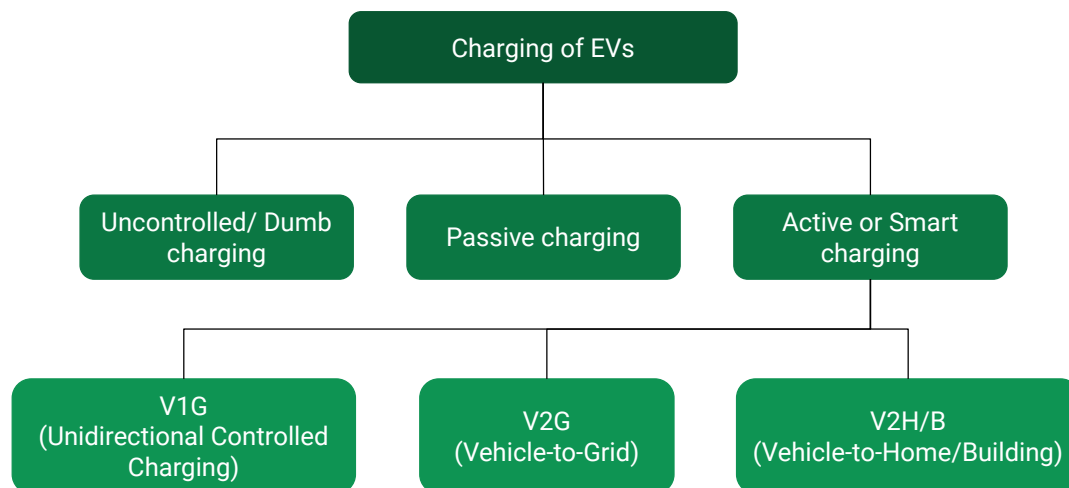 Charging of EVs
Uncontrolled/ Dumb
charging
Passive charging
Active or Smart
charging
V1G
(Unidirectional Controlled
Charging)
V2G
(Vehicle-to-Grid)
V2H/B
(Vehicle-to-Home/Building)